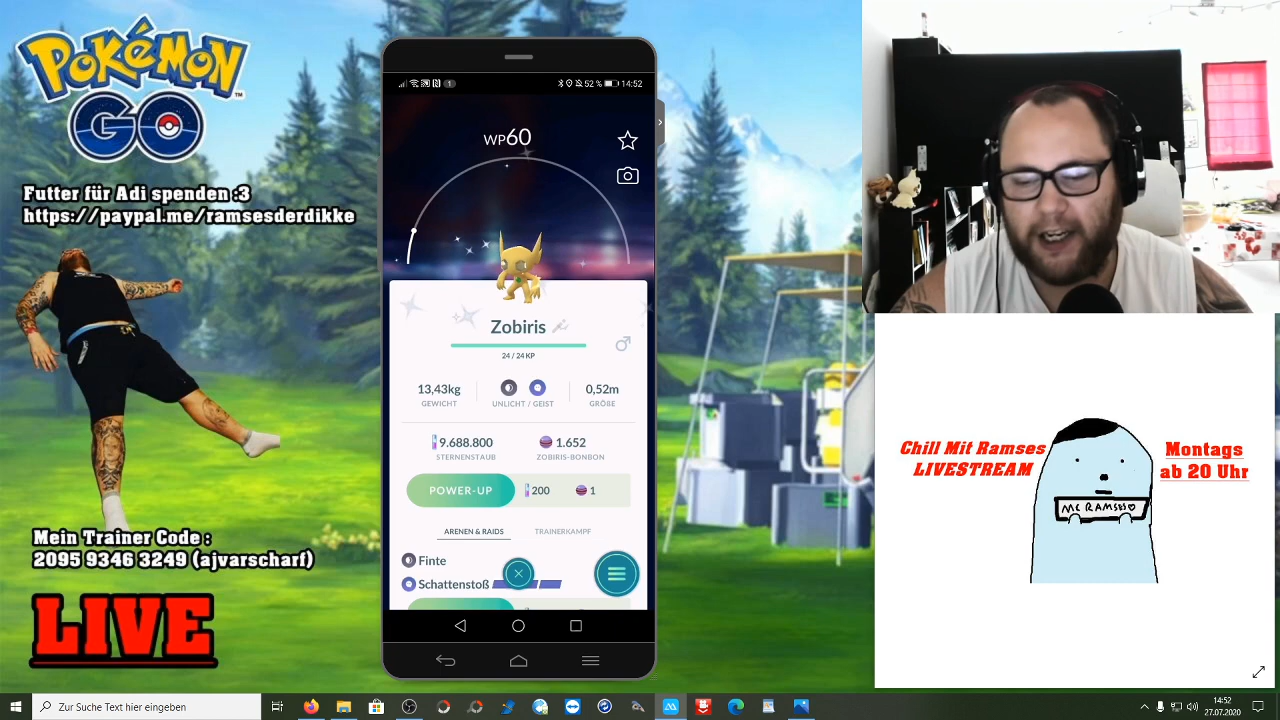 POKéMON
GO
TM
Futter für Adi spenden :3
https://paypal.me/ramsesderdikke
Mein Trainer Code :
2095 9346 3249 (ajvarscharf)
LIVE
1
52 %
14:52
WP60
Zobiris
24 / 24 KP
13,43kg
GEWICHT
UNLICHT / GEIST
0,52m
GRÖßE
9.688.800
STERNENSTAUB
1.652
ZOBIRIS-BONBON
POWER-UP
200
1
ARENEN & RAIDS
TRAINERKAMPF
Finte
Schattenstoß
Chill Mit Ramses
LIVESTREAM
Montags
ab 20 Uhr
MC RAMSES
Zur Suche Text hier eingeben
14:52
27.07.2020